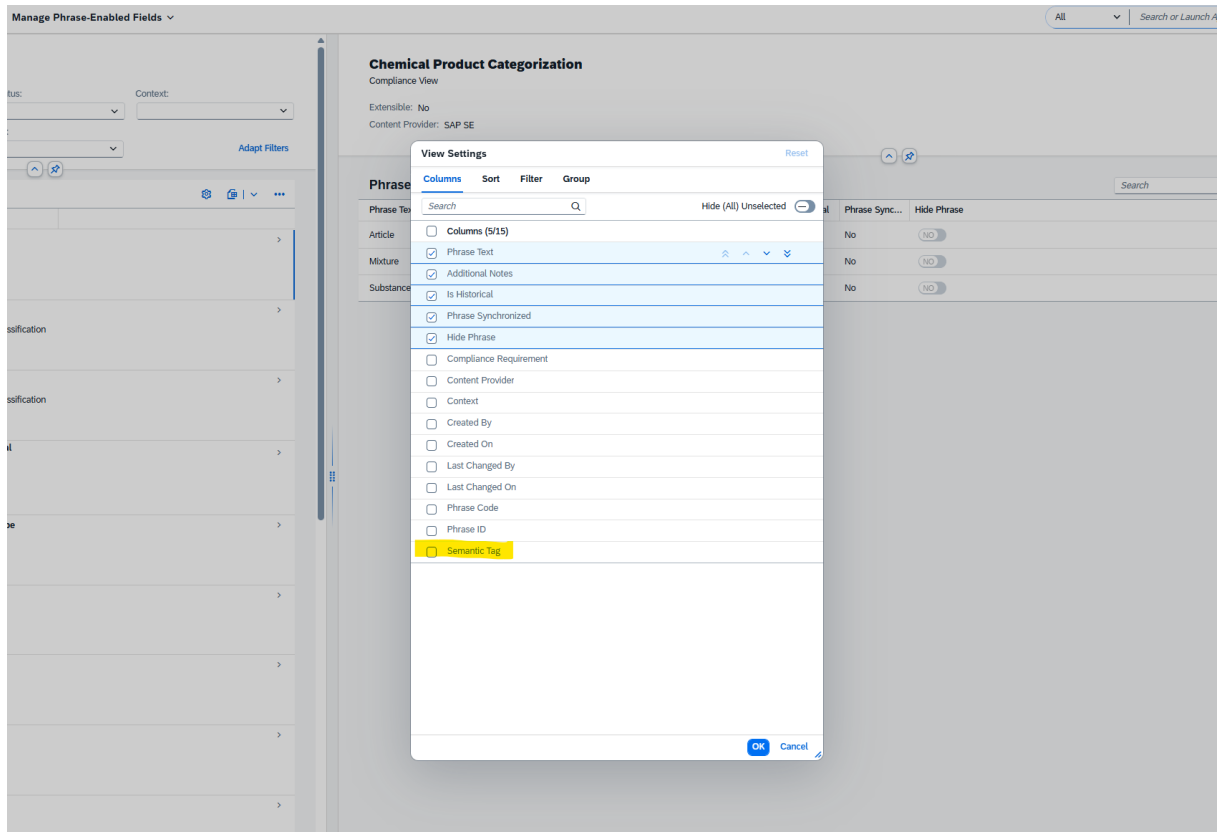 Manage Phrase-Enabled Fields
All
Search or Launch A
Chemical Product Categorization
Compliance View
Extensible: No
Content Provider: SAP SE
tus:
Context:
Adapt Filters
ssification
ssification
al
pe
Phrase
Search
Phrase Tex
al Phrase Sync... Hide Phrase
Article No NO
Mixture No NO
Substance No NO
View Settings Reset
Columns Sort Filter Group
Search Hide (All) Unselected
Columns (5/15)
Phrase Text
Additional Notes
Is Historical
Phrase Synchronized
Hide Phrase
Compliance Requirement
Content Provider
Context
Created By
Created On
Last Changed By
Last Changed On
Phrase Code
Phrase ID
Semantic Tag
OK Cancel